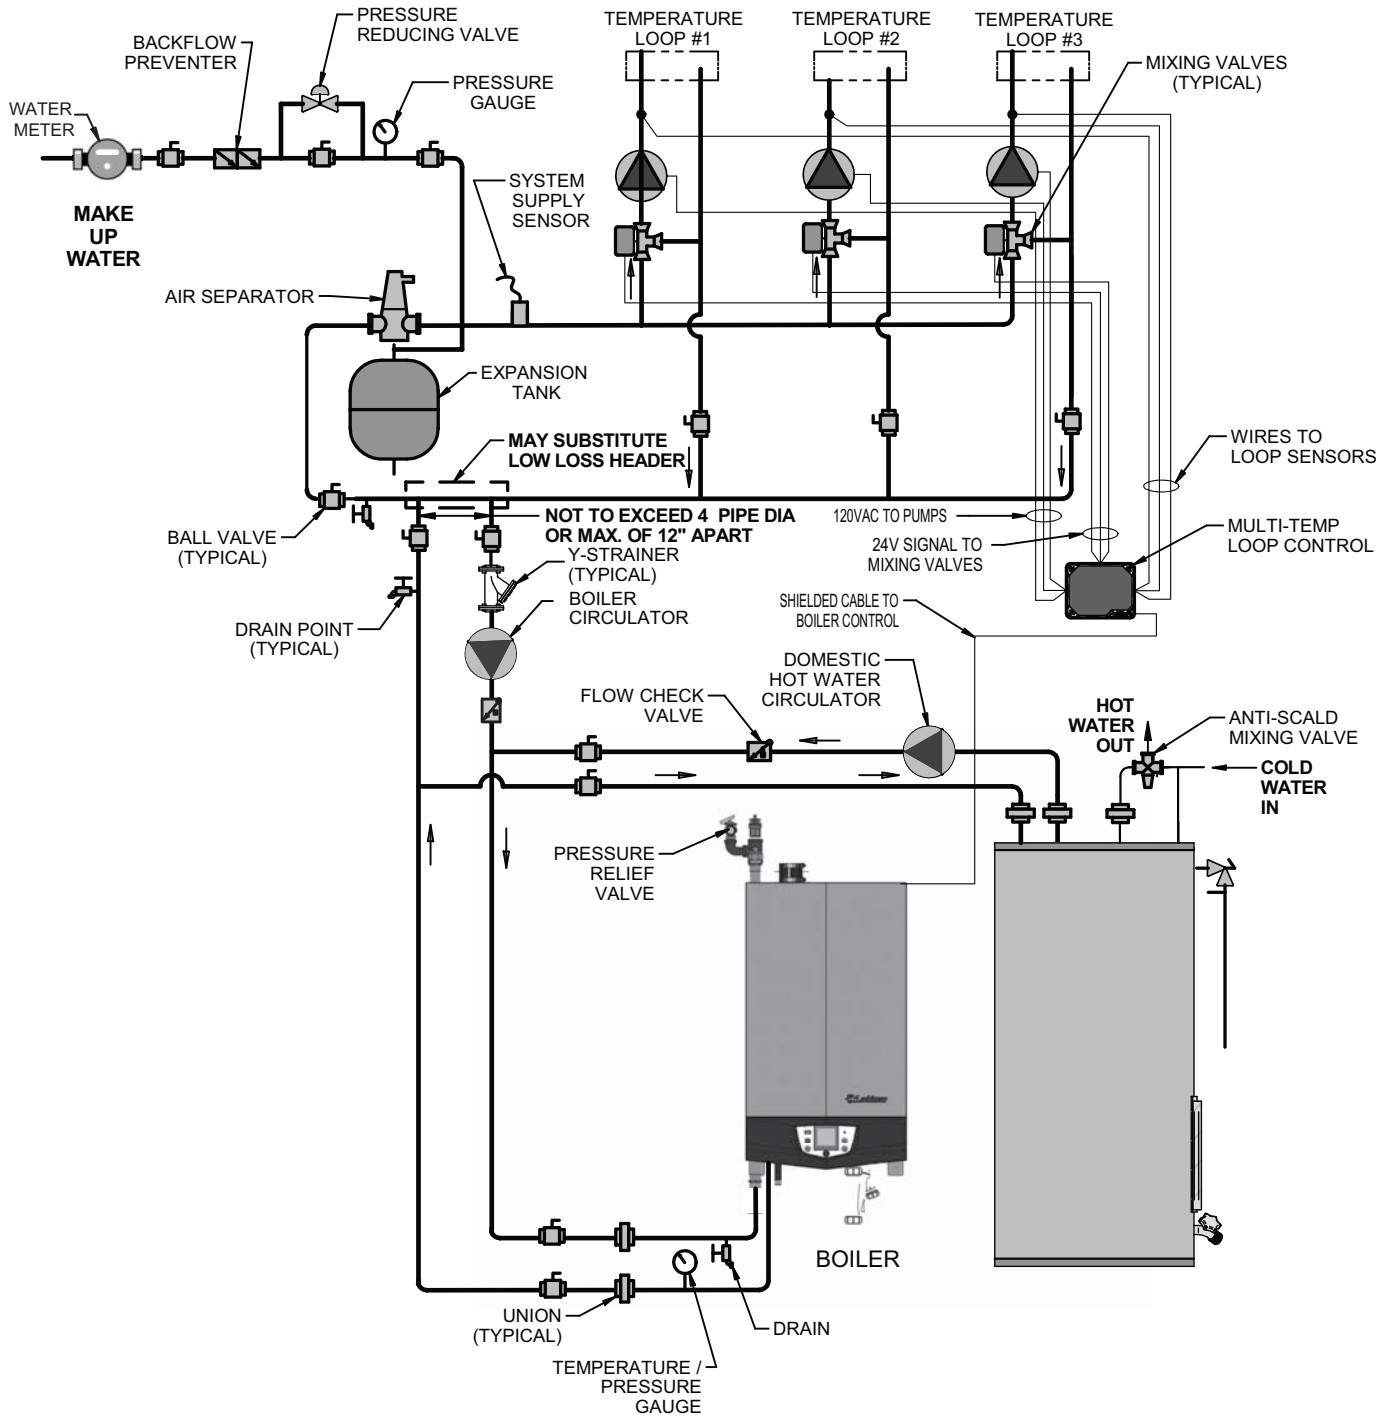 PRESSURE
REDUCING VALVE
BACKFLOW
PREVENTER
PRESSURE
GAUGE
WATER
METER
MAKE
UP
WATER
TEMPERATURE
LOOP #1
TEMPERATURE
LOOP #2
TEMPERATURE
LOOP #3
MIXING VALVES
(TYPICAL)
SYSTEM
SUPPLY
SENSOR
AIR SEPARATOR
EXPANSION
TANK
MAY SUBSTITUTE
LOW LOSS HEADER
WIRES TO
LOOP SENSORS
NOT TO EXCEED 4 PIPE DIA
OR MAX. OF 12" APART
120VAC TO PUMPS
24V SIGNAL TO
MIXING VALVES
MULTI-TEMP
LOOP CONTROL
BALL VALVE
(TYPICAL)
Y-STRAINER
(TYPICAL)
BOILER
CIRCULATOR
SHIELDED CABLE TO
BOILER CONTROL
DRAIN POINT
(TYPICAL)
DOMESTIC
HOT WATER
CIRCULATOR
FLOW CHECK
VALVE
HOT
WATER
OUT
ANTI-SCALD
MIXING VALVE
COLD
WATER
IN
PRESSURE
RELIEF
VALVE
Lochinvar
BOILER
UNION
(TYPICAL)
DRAIN
TEMPERATURE /
PRESSURE
GAUGE